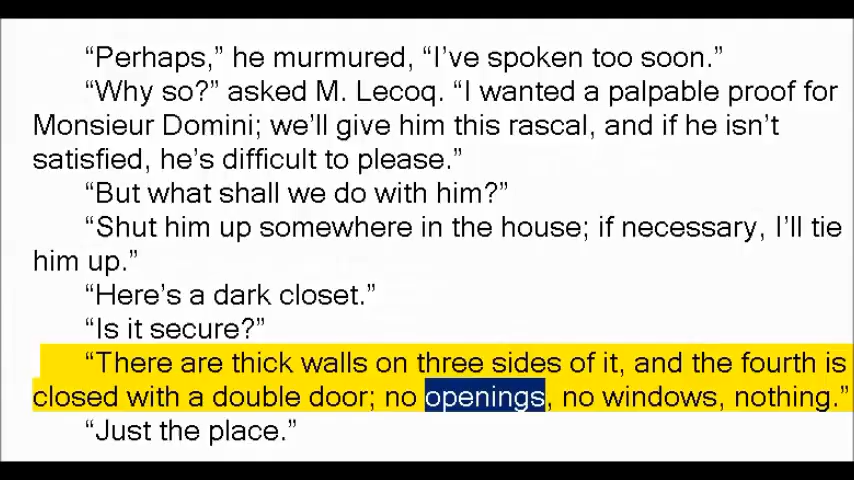 “Perhaps,” he murmured, “I’ve spoken too soon.”
“Why so?” asked M. Lecoq. “I wanted a palpable proof for
Monsieur Domini; we’ll give him this rascal, and if he isn’t
satisfied, he’s difficult to please.”
“But what shall we do with him?”
“Shut him up somewhere in the house; if necessary, I’ll tie
him up.”
“Here’s a dark closet.”
“Is it secure?”
“There are thick walls on three sides of it, and the fourth is
closed with a double door; no openings, no windows, nothing.”
“Just the place.”